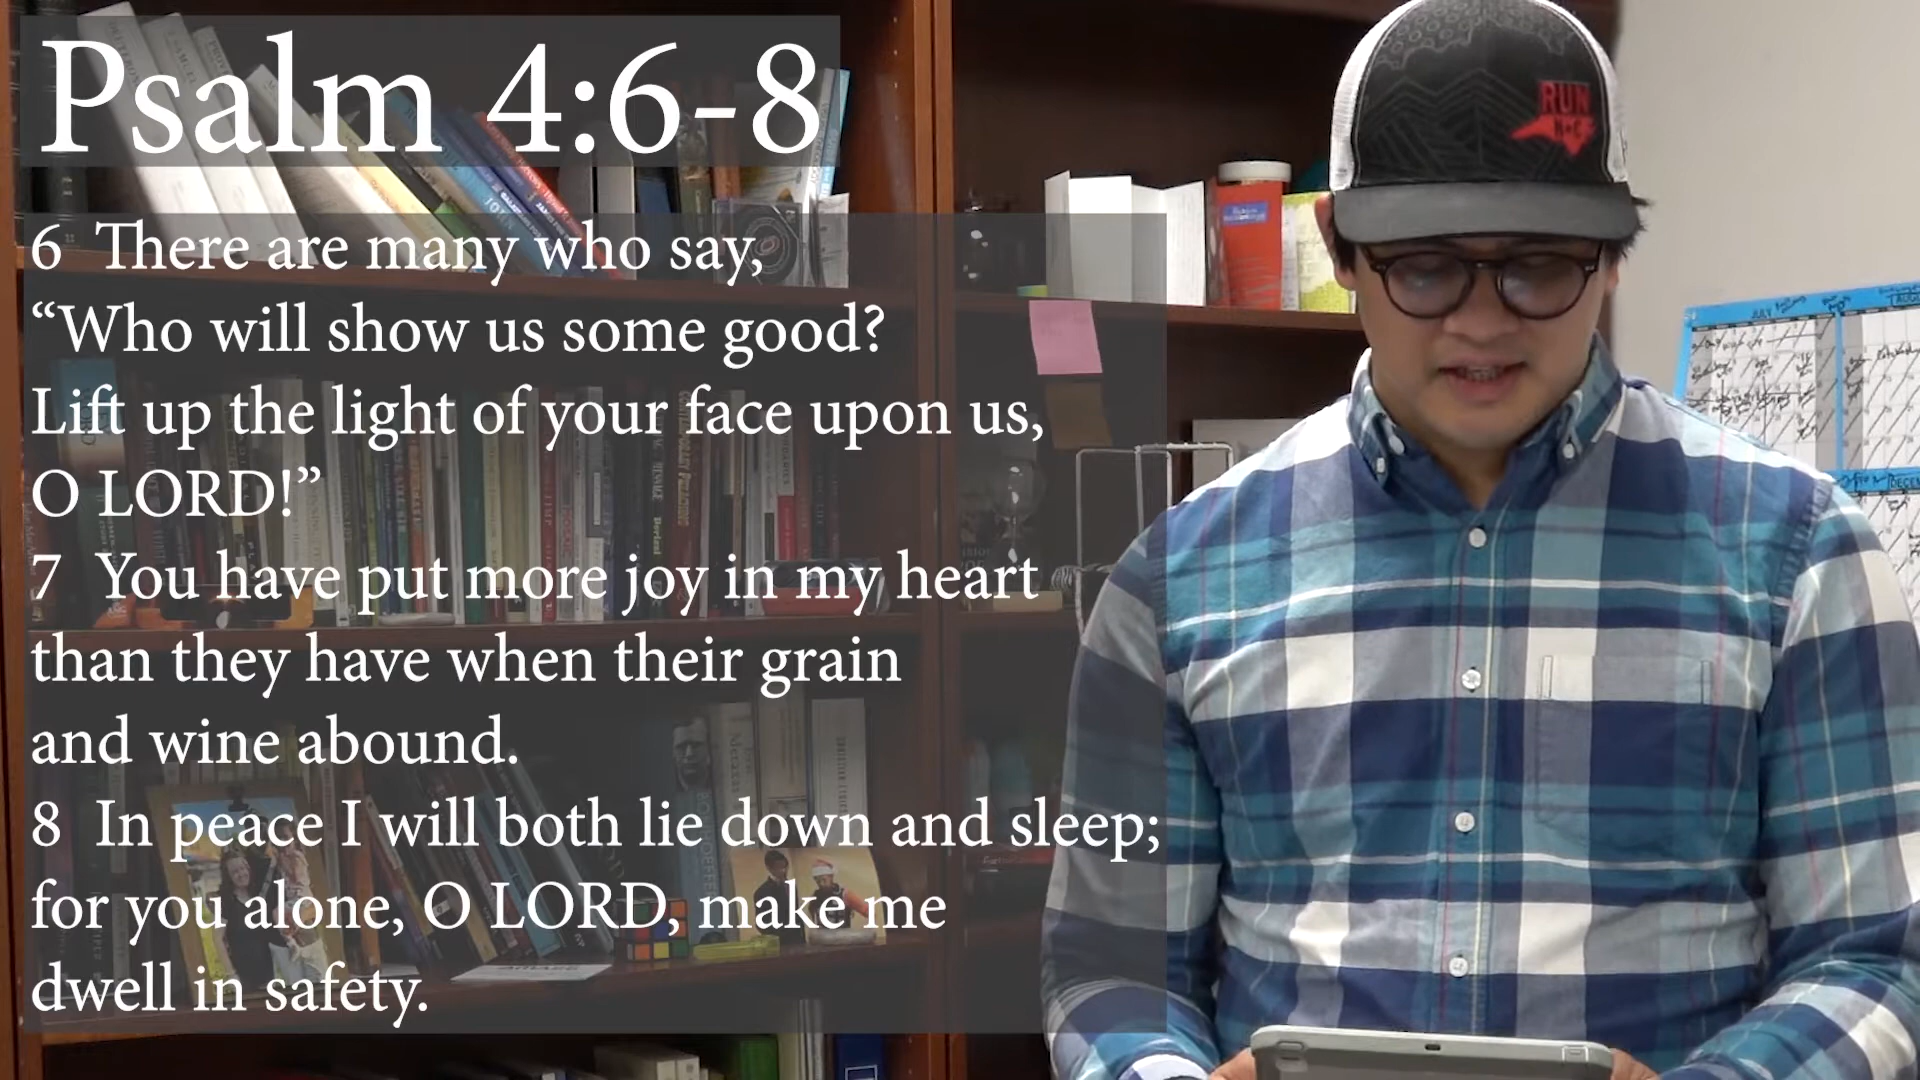 Psalm 4:6-8
6 There are many who say,
“Who will show us some good?
Lift up the light of your face upon us,
O LORD!”
7 You have put more joy in my heart
than they have when their grain
and wine abound.
8 In peace I will both lie down and sleep;
for you alone, O LORD, make me
dwell in safety.
RUN
N*C
JULY